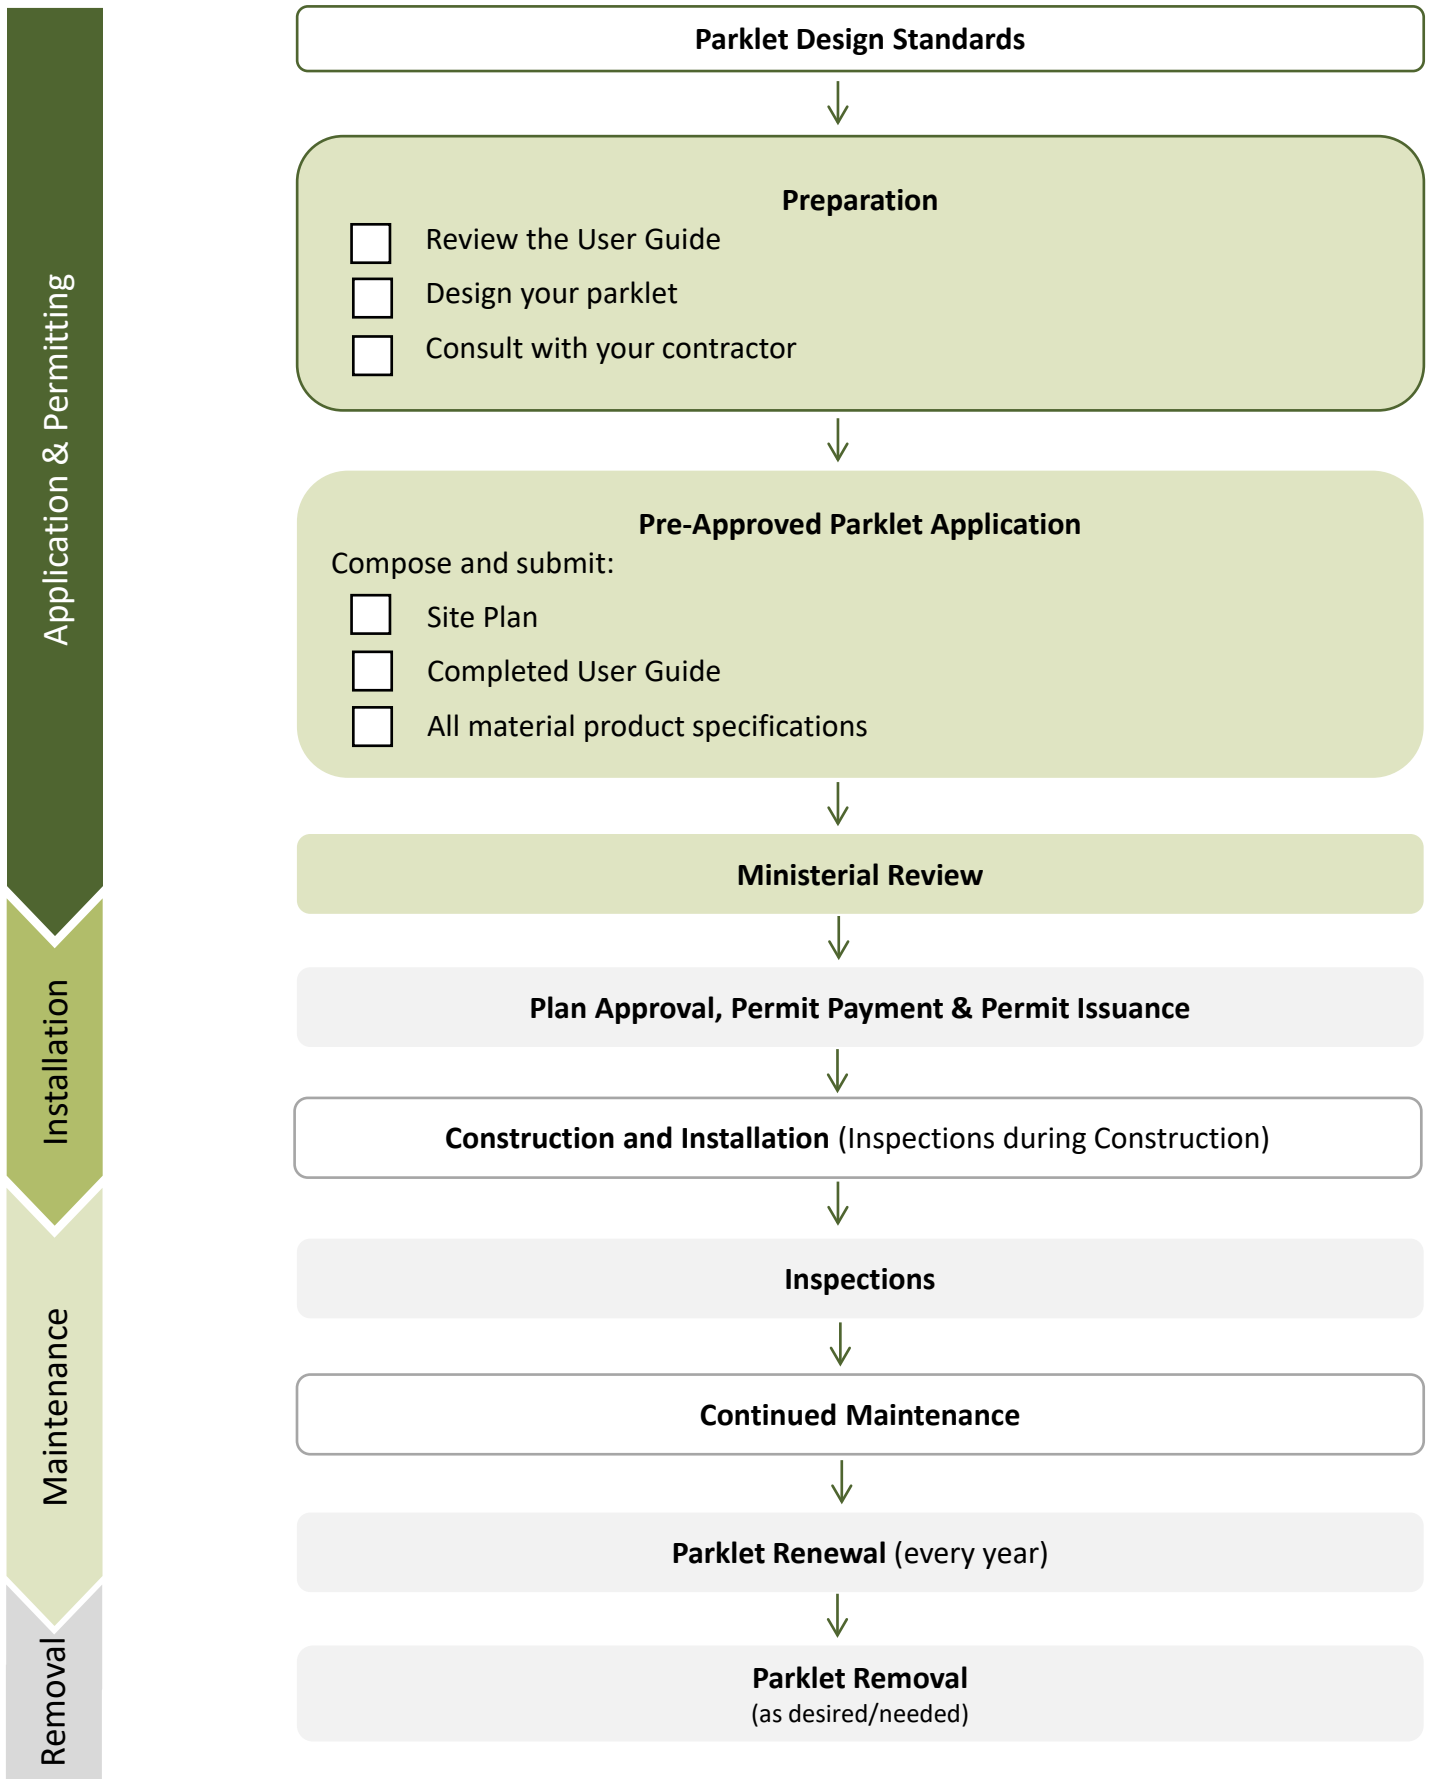 Application & Permitting
Installation
Maintenance
Removal
Parklet Design Standards
Preparation
Review the User Guide
Design your parklet
Consult with your contractor
Pre-Approved Parklet Application
Compose and submit:
Site Plan
Completed User Guide
All material product specifications
Ministerial Review
Plan Approval, Permit Payment & Permit Issuance
Construction and Installation (Inspections during Construction)
Inspections
Continued Maintenance
Parklet Renewal (every year)
Parklet Removal
(as desired/needed)